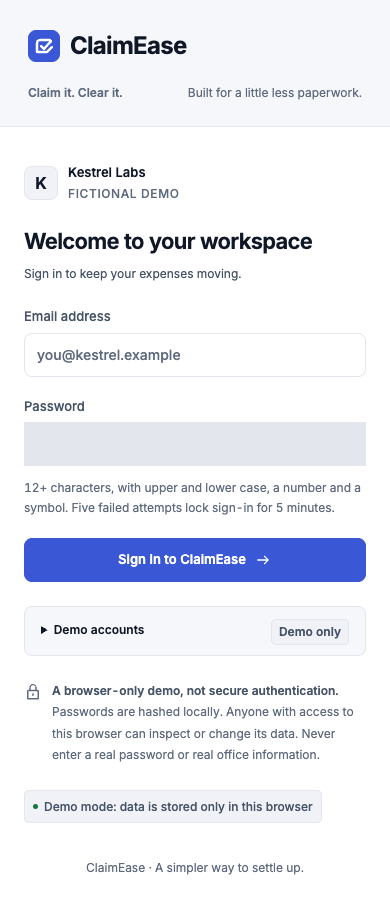 ClaimEase
Claim it. Clear it.
Built for a little less paperwork.
K
Kestrel Labs
FICTIONAL DEMO
Welcome to your workspace
Sign in to keep your expenses moving.
Email address
you@kestrel.example
Password
12+ characters, with upper and lower case, a number and a
symbol. Five failed attempts lock sign-in for 5 minutes.
Sign in to ClaimEase →
Demo accounts
Demo only
A browser-only demo, not secure authentication.
Passwords are hashed locally. Anyone with access to
this browser can inspect or change its data. Never
enter a real password or real office information.
Demo mode: data is stored only in this browser
ClaimEase · A simpler way to settle up.